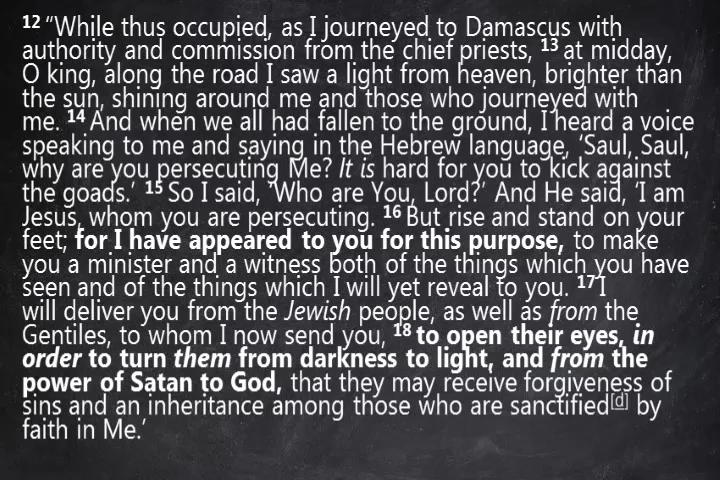 12 “While thus occupied, as I journeyed to Damascus with
authority and commission from the chief priests, 13 at midday,
O king, along the road I saw a light from heaven, brighter than
the sun, shining around me and those who journeyed with
me. 14 And when we all had fallen to the ground, I heard a voice
speaking to me and saying in the Hebrew language, ‘Saul, Saul,
why are you persecuting Me? It is hard for you to kick against
the goads.’ 15 So I said, ‘Who are You, Lord?’ And He said, ‘I am
Jesus, whom you are persecuting. 16 But rise and stand on your
feet; for I have appeared to you for this purpose, to make
you a minister and a witness both of the things which you have
seen and of the things which I will yet reveal to you. 17 I
will deliver you from the Jewish people, as well as from the
Gentiles, to whom I now send you, 18 to open their eyes, in
order to turn them from darkness to light, and from the
power of Satan to God, that they may receive forgiveness of
sins and an inheritance among those who are sanctified[d] by
faith in Me.’